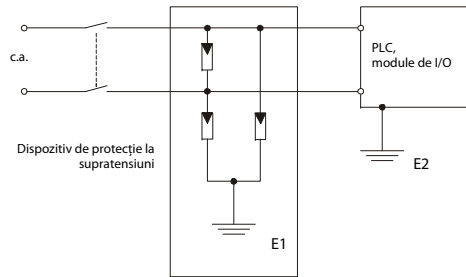 c.a.
PLC,
module de I/O
Dispozitiv de protecție la
supratensiuni
E1
E2